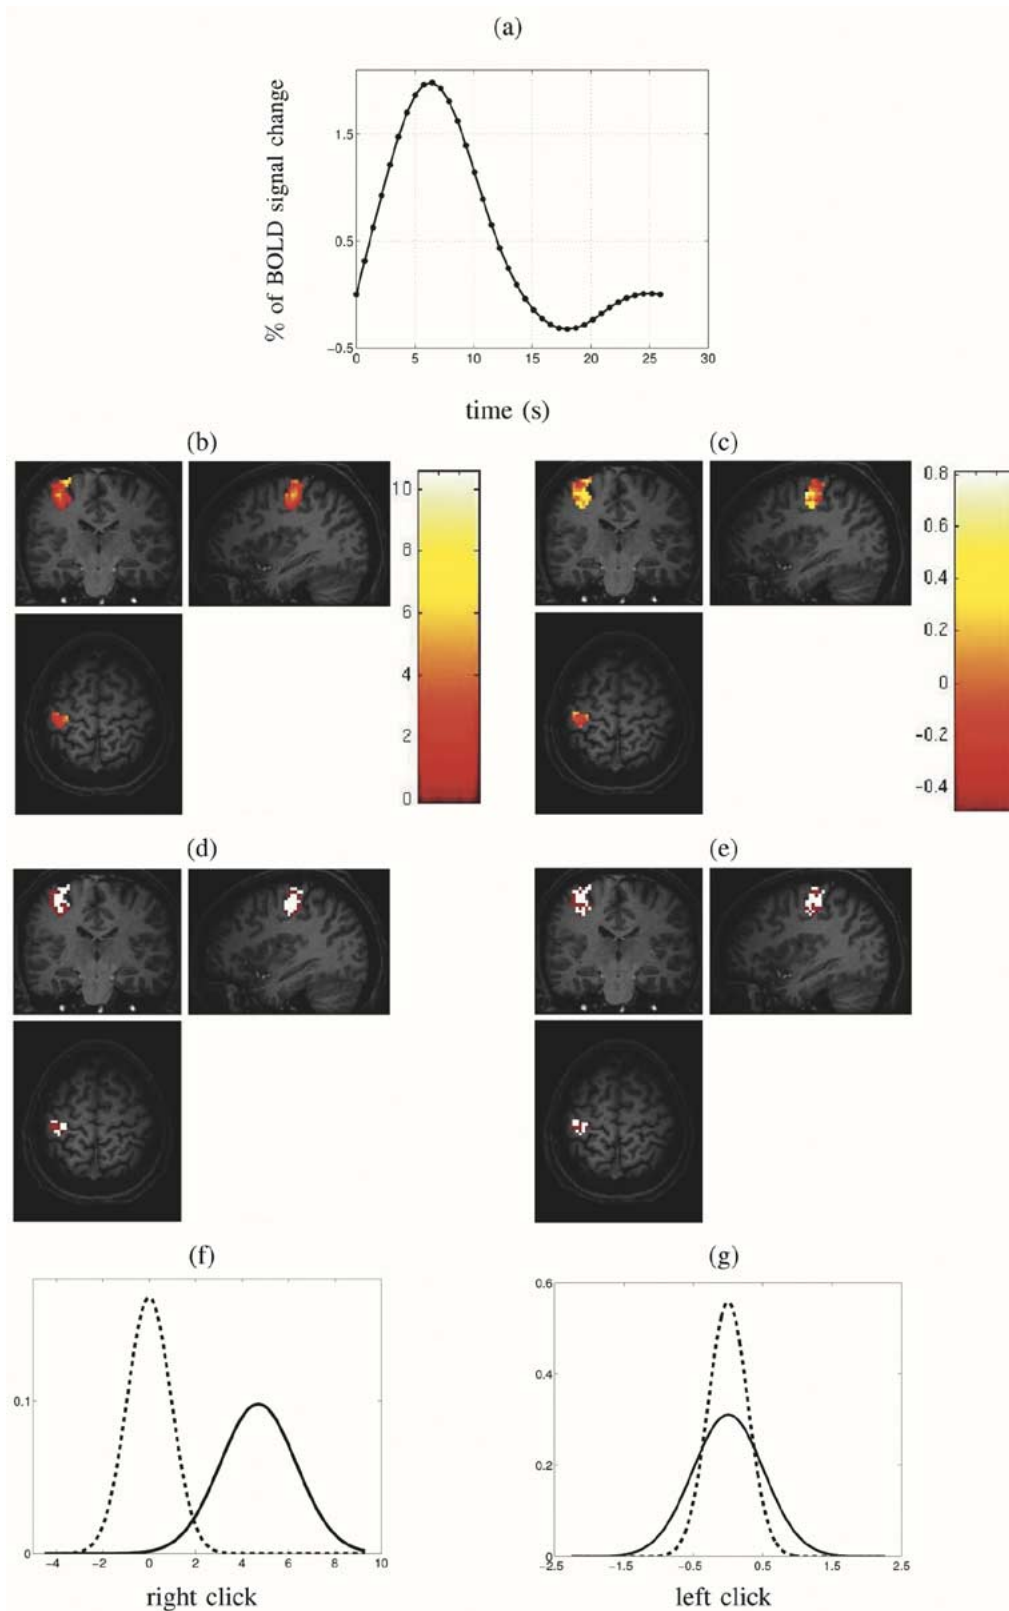 (a)
% of BOLD signal change
1.5
0.5
−0.5
0 5 10 15 20 25 30
time (s)
(b)
(c)
10
8
6
4
2
0
0.8
0.6
0.4
0.2
0
−0.2
−0.4
(d)
(e)
(f)
(g)
0.1
0
−4 −2 0 2 4 6 8 10
right click
0.6
0.4
0.2
0
−2.5 −1.5 −0.5 0.5 1.5 2.5
left click